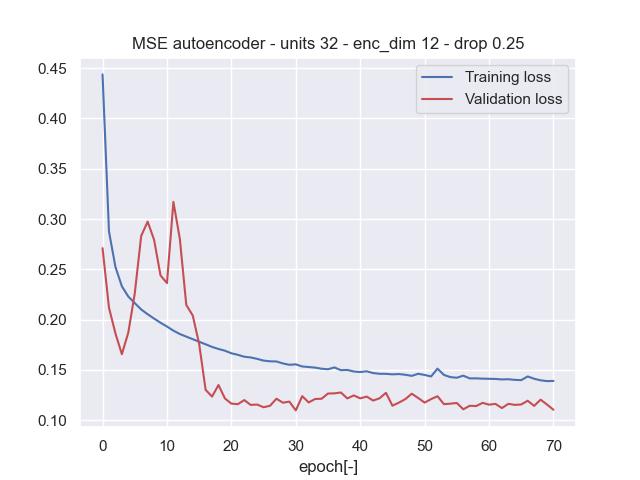 MSE autoencoder - units 32 - enc_dim 12 - drop 0.25
Training loss
Validation loss
0.45
0.40
0.35
0.30
0.25
0.20
0.15
0.10
0 10 20 30 40 50 60 70
epoch[-]